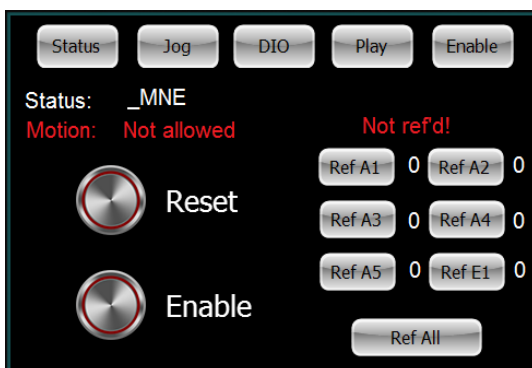 Status Jog DIO Play Enable
Status: _MNE
Motion: Not allowed
Not ref'd!
Reset
Enable
Ref A1 0 Ref A2 0
Ref A3 0 Ref A4 0
Ref A5 0 Ref E1 0
Ref All